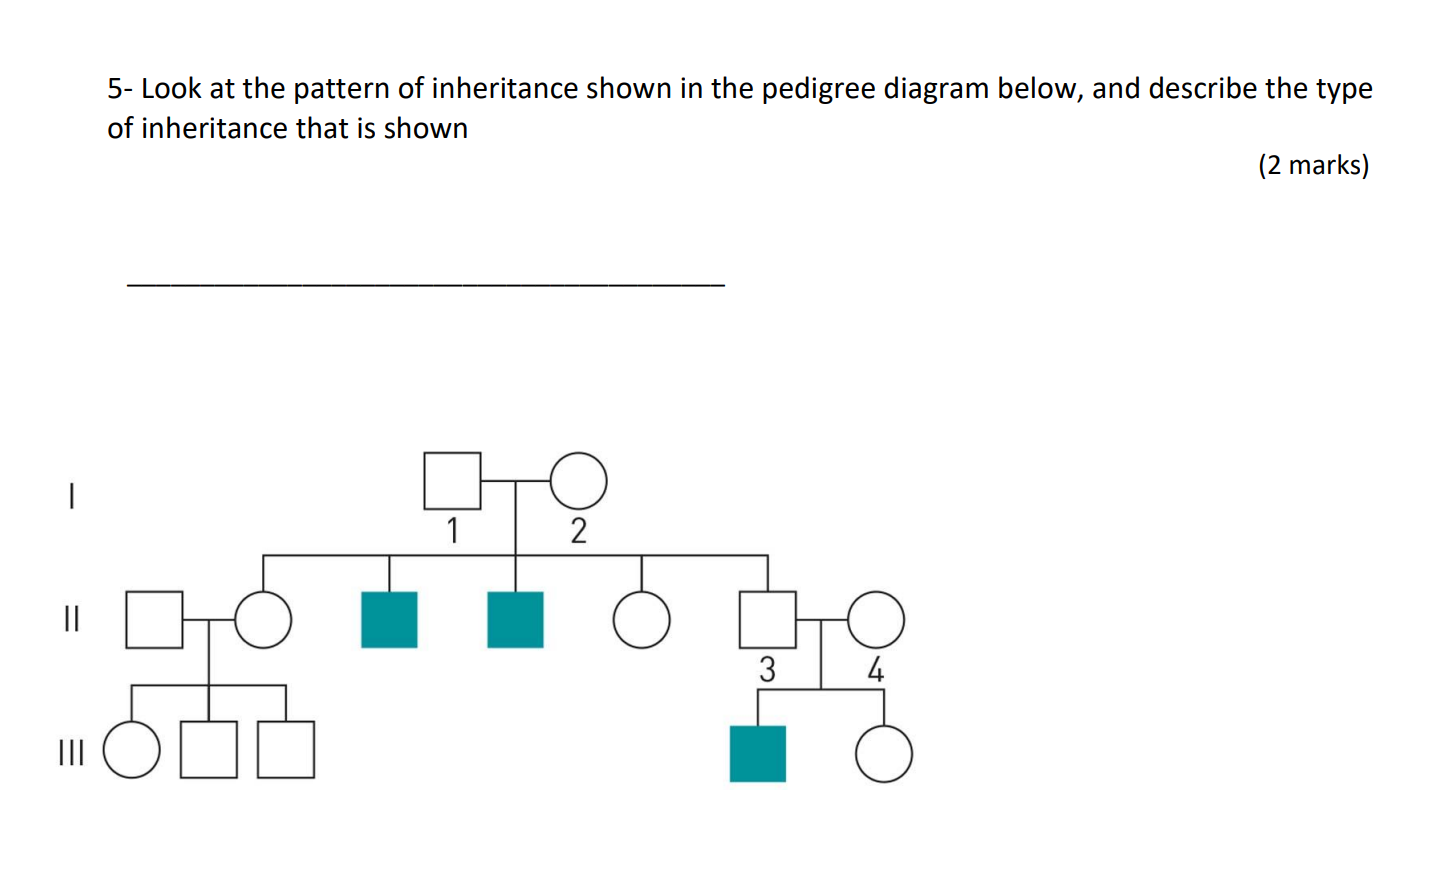 5- Look at the pattern of inheritance shown in the pedigree diagram below, and describe the type
of inheritance that is shown
(2 marks)
I
1 2
II
3 4
III